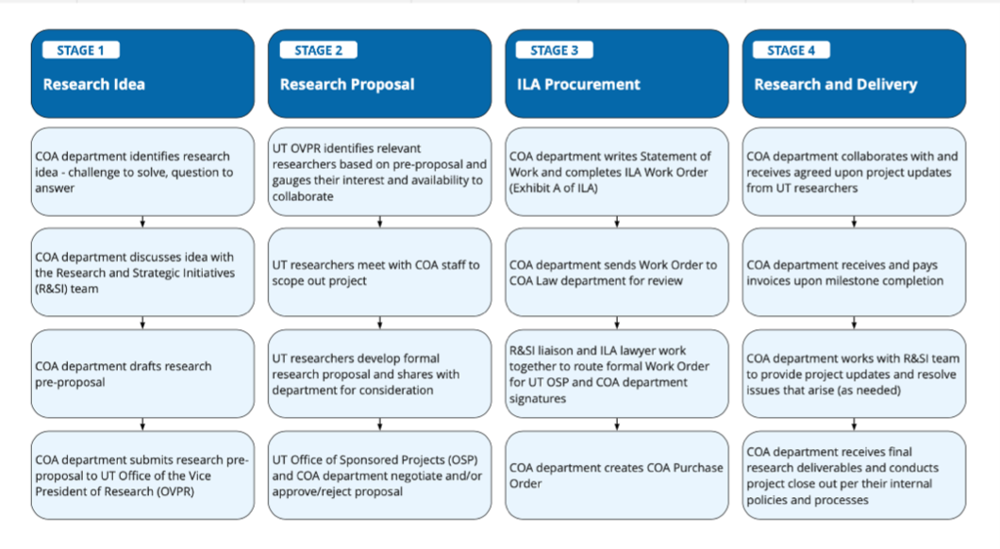 STAGE 1
Research Idea
COA department identifies research
idea - challenge to solve, question to
answer
COA department discusses idea with
the Research and Strategic Initiatives
(R&SI) team
COA department drafts research
pre-proposal
COA department submits research pre-
proposal to UT Office of the Vice
President of Research (OVPR)
STAGE 2
Research Proposal
UT OVPR identifies relevant
researchers based on pre-proposal and
gauges their interest and availability to
collaborate
UT researchers meet with COA staff to
scope out project
UT researchers develop formal
research proposal and shares with
department for consideration
UT Office of Sponsored Projects (OSP)
and COA department negotiate and/or
approve/reject proposal
STAGE 3
ILA Procurement
COA department writes Statement of
Work and completes ILA Work Order
(Exhibit A of ILA)
COA department sends Work Order to
COA Law department for review
R&SI liaison and ILA lawyer work
together to route formal Work Order
for UT OSP and COA department
signatures
COA department creates COA Purchase
Order
STAGE 4
Research and Delivery
COA department collaborates with and
receives agreed upon project updates
from UT researchers
COA department receives and pays
invoices upon milestone completion
COA department works with R&SI team
to provide project updates and resolve
issues that arise (as needed)
COA department receives final
research deliverables and conducts
project close out per their internal
policies and processes